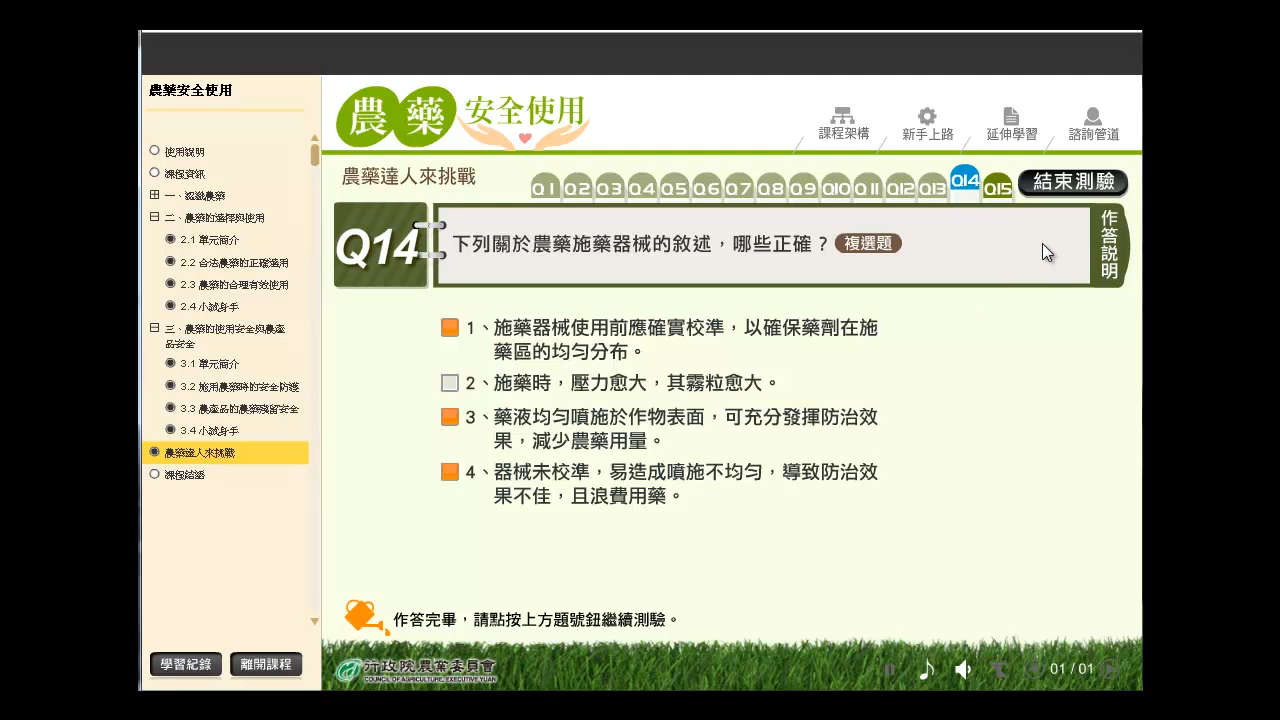 農藥安全使用
使用說明
課程資訊
一、認識農藥
二、農藥的選擇與使用
2.1 單元簡介
2.2 合法農藥的正確選用
2.3 農藥的合理有效使用
2.4 小試身手
三、農藥的使用安全與農產
品安全
3.1 單元簡介
3.2 施用農藥時的安全防護
3.3 農產品的農藥殘留安全
3.4 小試身手
農藥達人來挑戰
課程結語
學習紀錄 離開課程
農藥 安全使用
課程架構 新手上路 延伸學習 諮詢管道
農藥達人來挑戰
Q1 Q2 Q3 Q4 Q5 Q6 Q7 Q8 Q9 Q10 Q11 Q12 Q13 Q14 Q15 結束測驗
Q14 下列關於農藥施藥器械的敘述，哪些正確？ 複選題
作答說明
1、施藥器械使用前應確實校準，以確保藥劑在施
藥區的均勻分布。
2、施藥時，壓力愈大，其霧粒愈大。
3、藥液均勻噴施於作物表面，可充分發揮防治效
果，減少農藥用量。
4、器械未校準，易造成噴施不均勻，導致防治效
果不佳，且浪費用藥。
作答完畢，請點按上方題號鈕繼續測驗。
行政院農業委員會
COUNCIL OF AGRICULTURE, EXECUTIVE YUAN
01 / 01